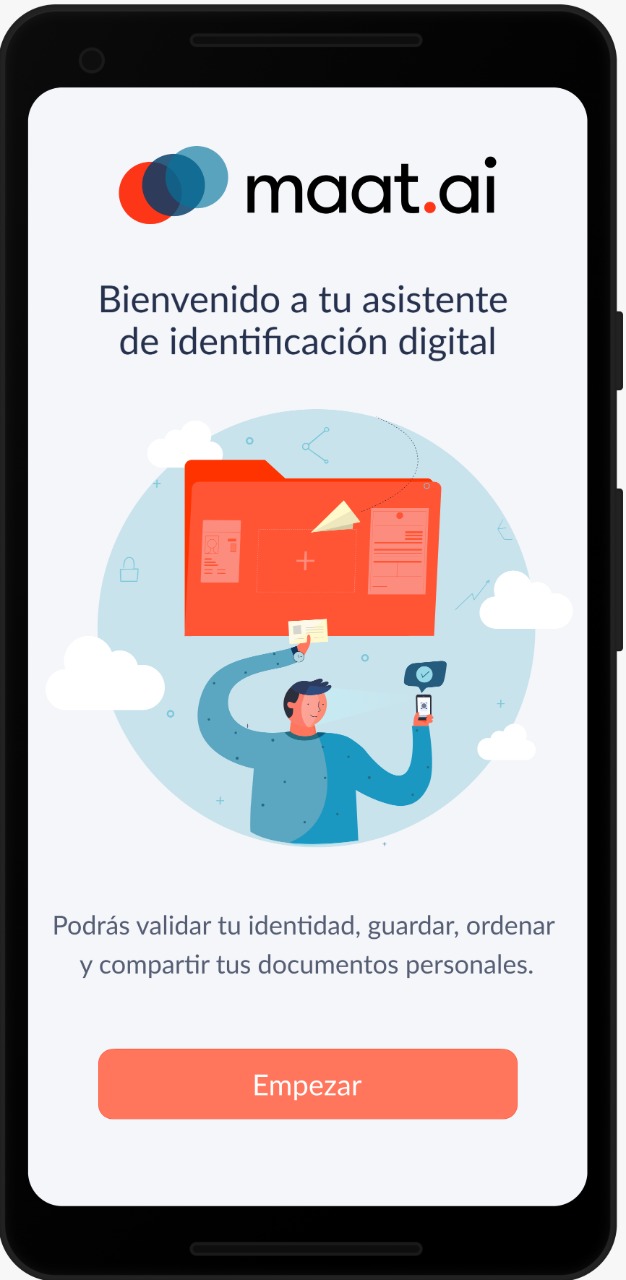 maat.ai
Bienvenido a tu asistente
de identificación digital
Podrás validar tu identidad, guardar, ordenar
y compartir tus documentos personales.
Empezar